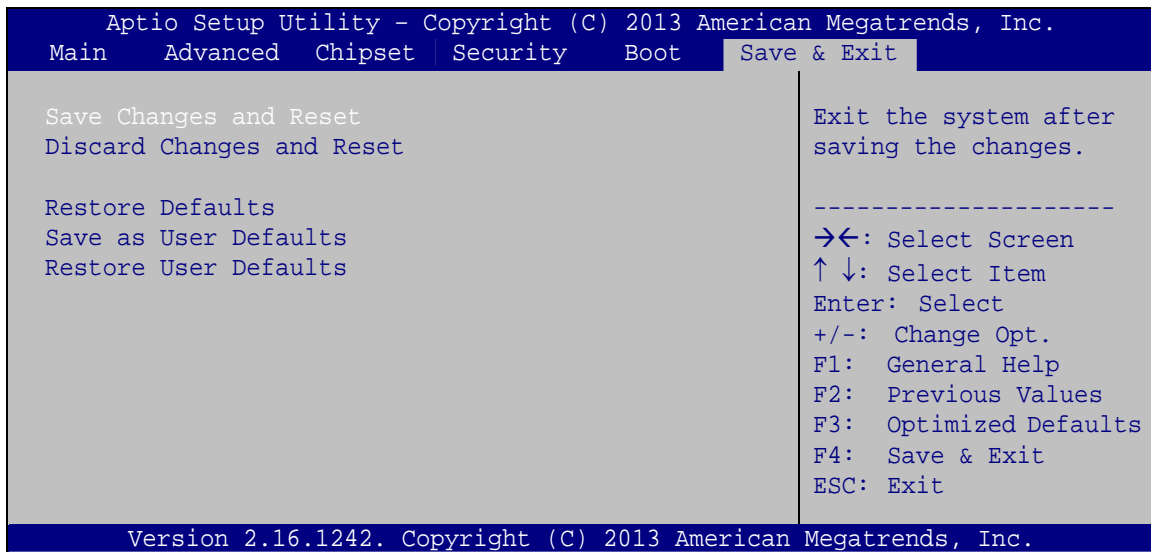 Aptio Setup Utility – Copyright (C) 2013 American Megatrends, Inc.
Main Advanced Chipset Security Boot Save & Exit
Save Changes and Reset
Discard Changes and Reset
Restore Defaults
Save as User Defaults
Restore User Defaults
Exit the system after
saving the changes.
---------------------
→←: Select Screen
↑ ↓: Select Item
Enter: Select
+/-: Change Opt.
F1: General Help
F2: Previous Values
F3: Optimized Defaults
F4: Save & Exit
ESC: Exit
Version 2.16.1242. Copyright (C) 2013 American Megatrends, Inc.